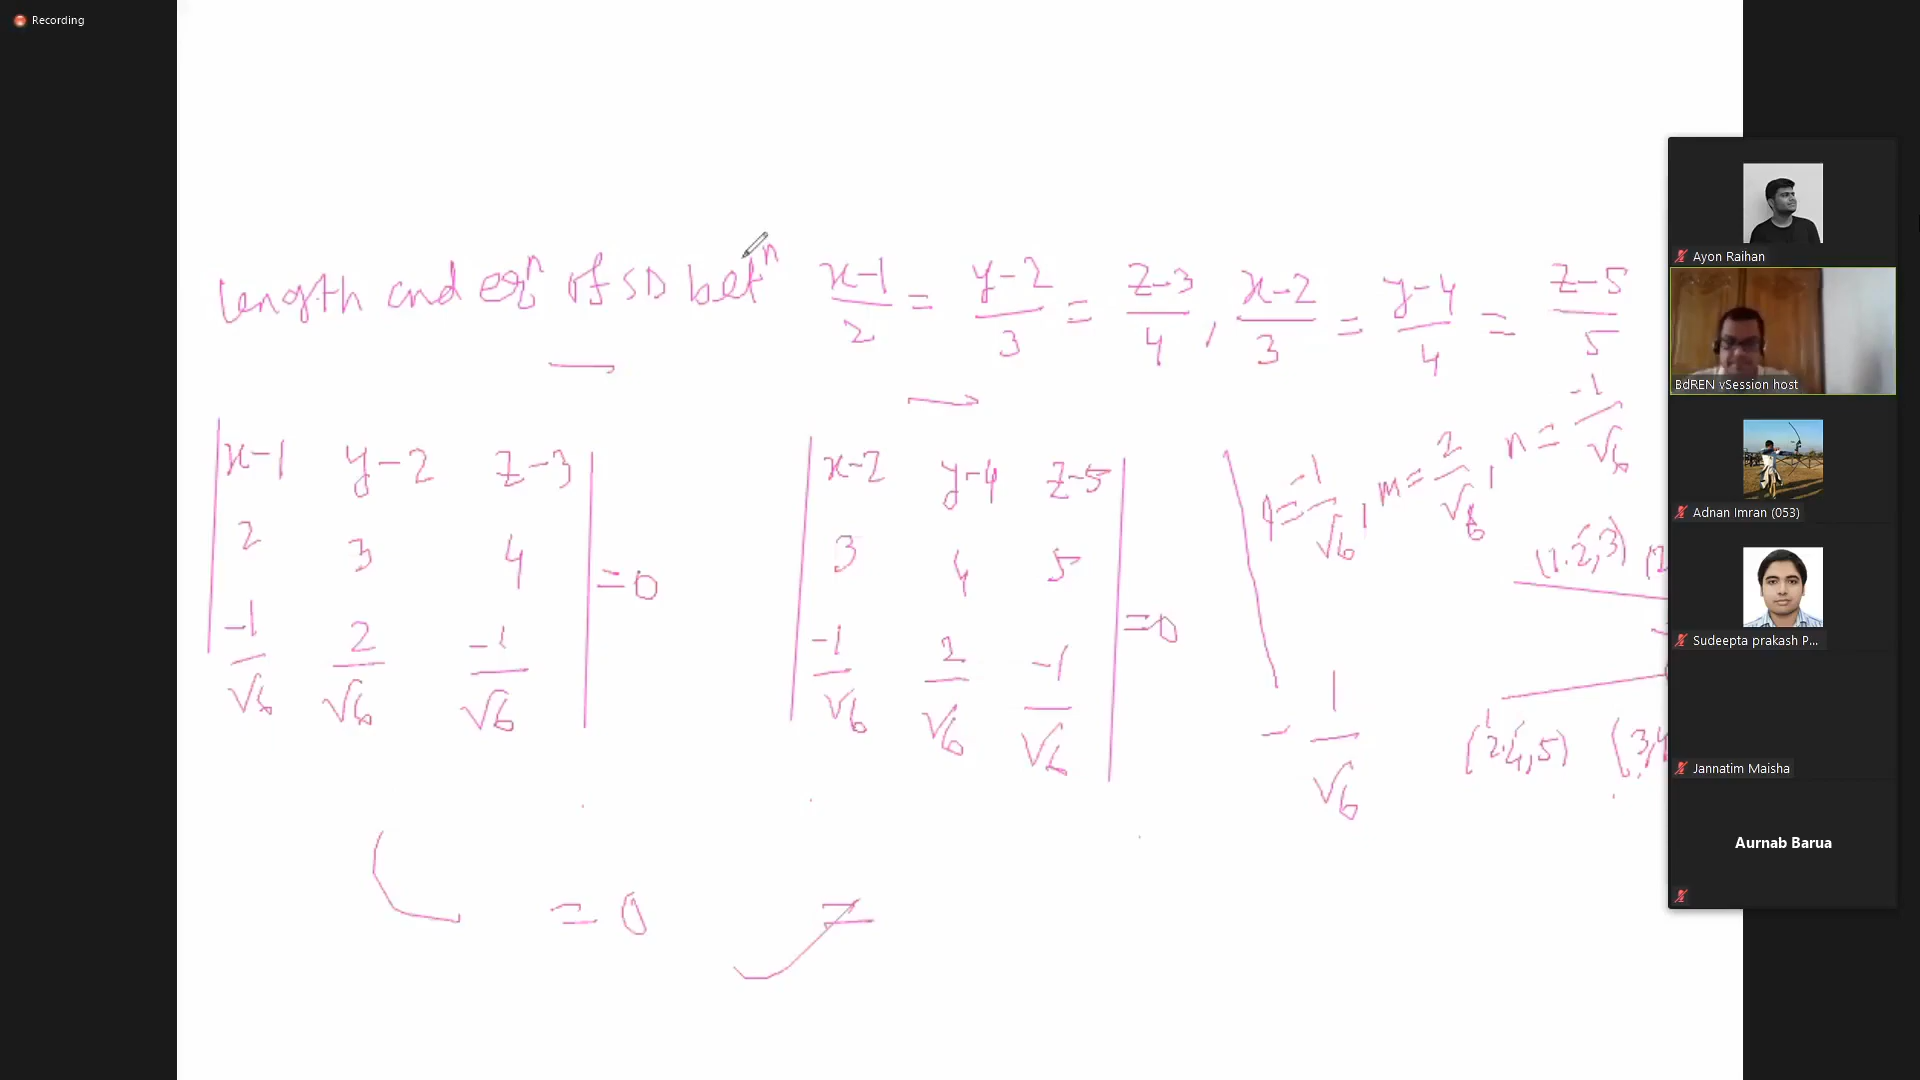 Recording
Length and eqⁿ of SD betⁿ x-1/2 = y-2/3 = z-3/4 , x-2/3 = y-4/4 = z-5/5
| x-1 y-2 z-3 |
| 2 3 4 | = 0
| -1/√6 2/√6 -1/√6 |
| x-2 y-4 z-5 |
| 3 4 5 | = 0
| -1/√6 2/√6 -1/√6 |
l = -1/√6 , m = 2/√6 , n = -1/√6
(1,2,3) (2
- 1/√6
(2,4,5) (3,4
= 0
=
Ayon Raihan
BdREN vSession host
Adnan Imran (053)
Sudeepta prakash P...
Jannatim Maisha
Aurnab Barua